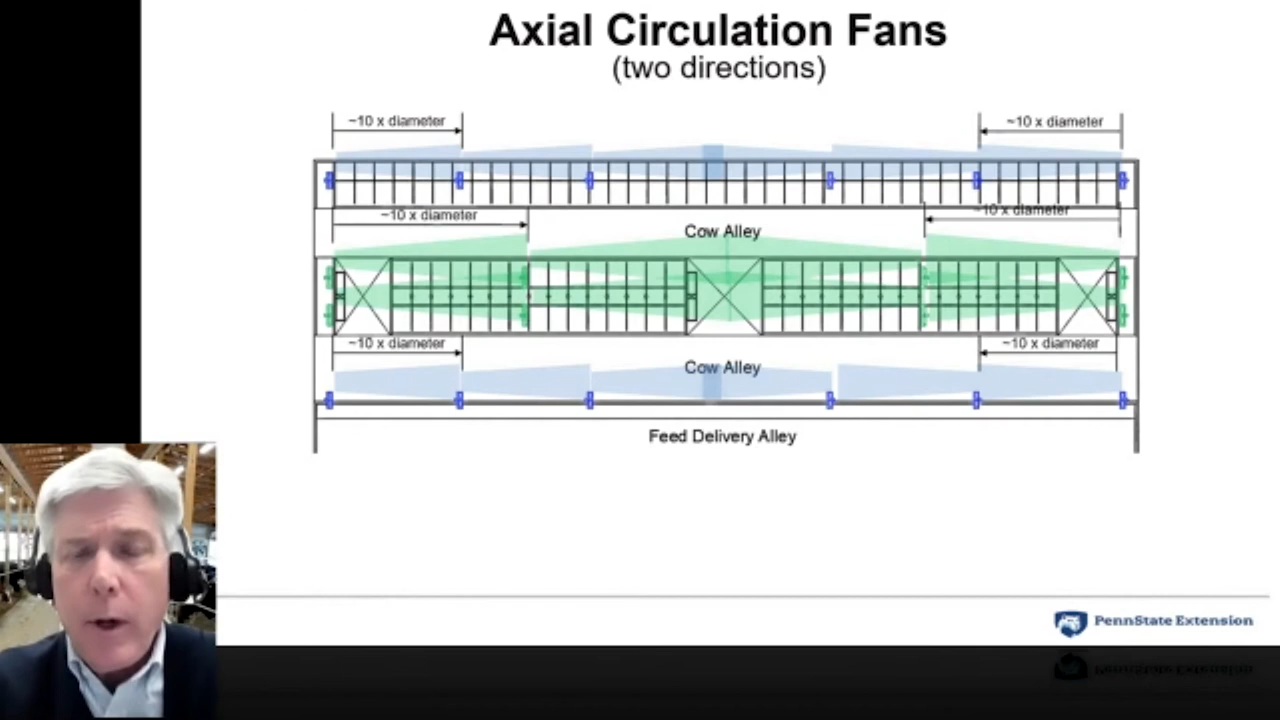 Axial Circulation Fans
(two directions)
~10 x diameter
~10 x diameter
~10 x diameter
~10 x diameter
Cow Alley
~10 x diameter
~10 x diameter
Cow Alley
Feed Delivery Alley
PennState Extension